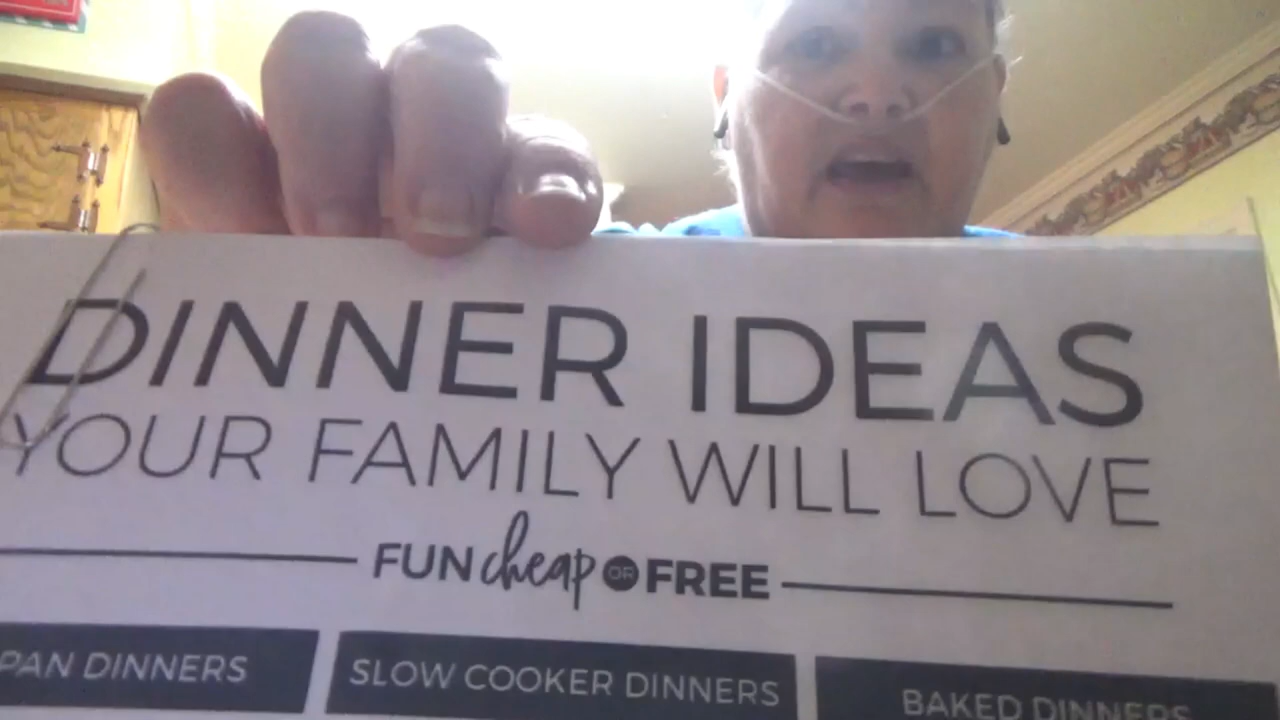 DINNER IDEAS
YOUR FAMILY WILL LOVE
FUN cheap OR FREE
PAN DINNERS
SLOW COOKER DINNERS
BAKED DINNERS